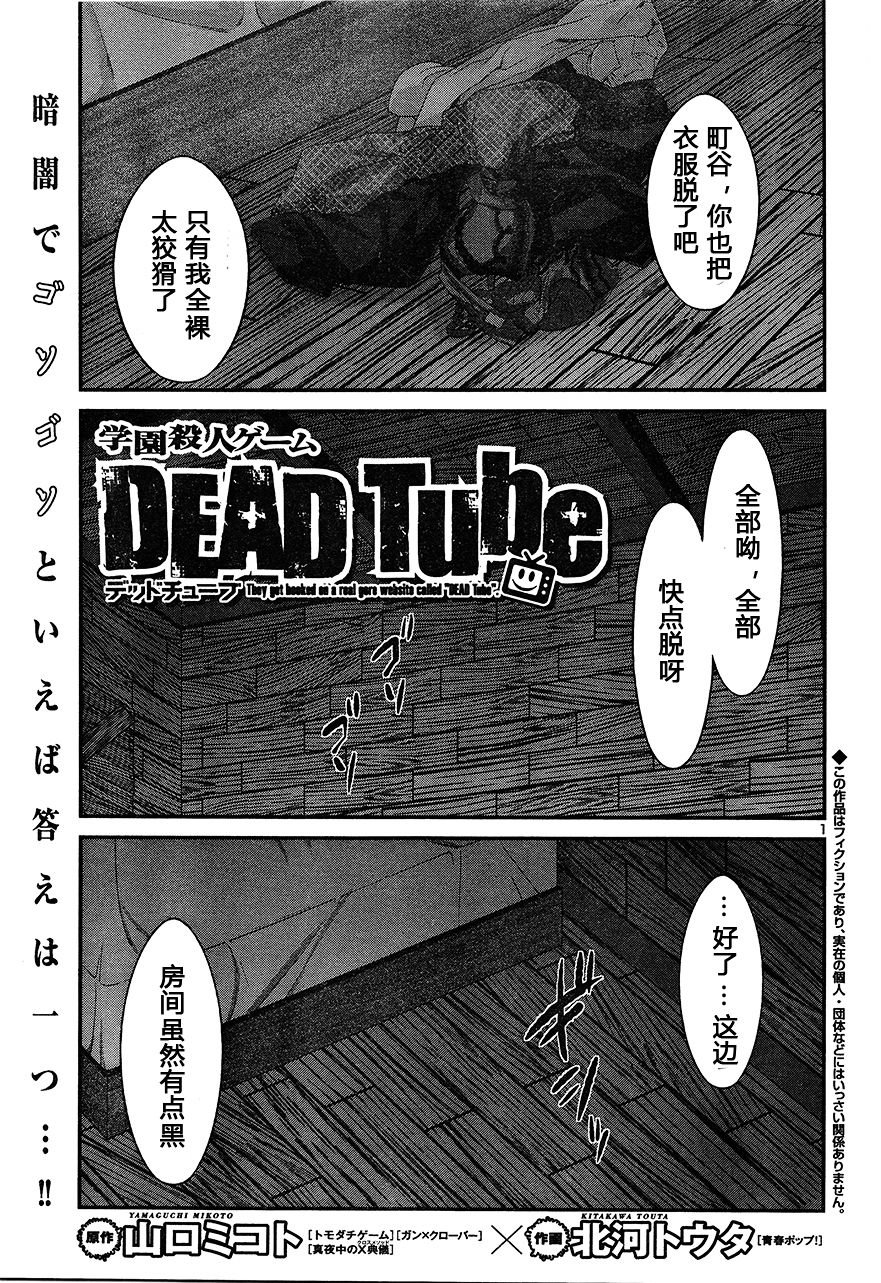 町谷，你也把
衣服脱了吧
只有我全裸
太狡猾了
暗闇でゴソゴソといえば答えは一つ…!!
学園殺人ゲーム
DEAD Tube
デッドチューブ
They get hooked on a real gore website called "DEAD Tube".
全部呦，全部
快点脱呀
ゴソ
ゴソ
1
◆この作品はフィクションであり、実在の個人・団体などにはいっさい関係ありません。
…好了…这边
房间虽然有点黑
YAMAGUCHI MIKOTO
原作 山口ミコト
[トモダチゲーム][ガン×クローバー]
クロスメソッド
[真夜中の╳典儀]
×
KITAKAWA TOUTA
作画 北河トウタ
[青春ポップ!]